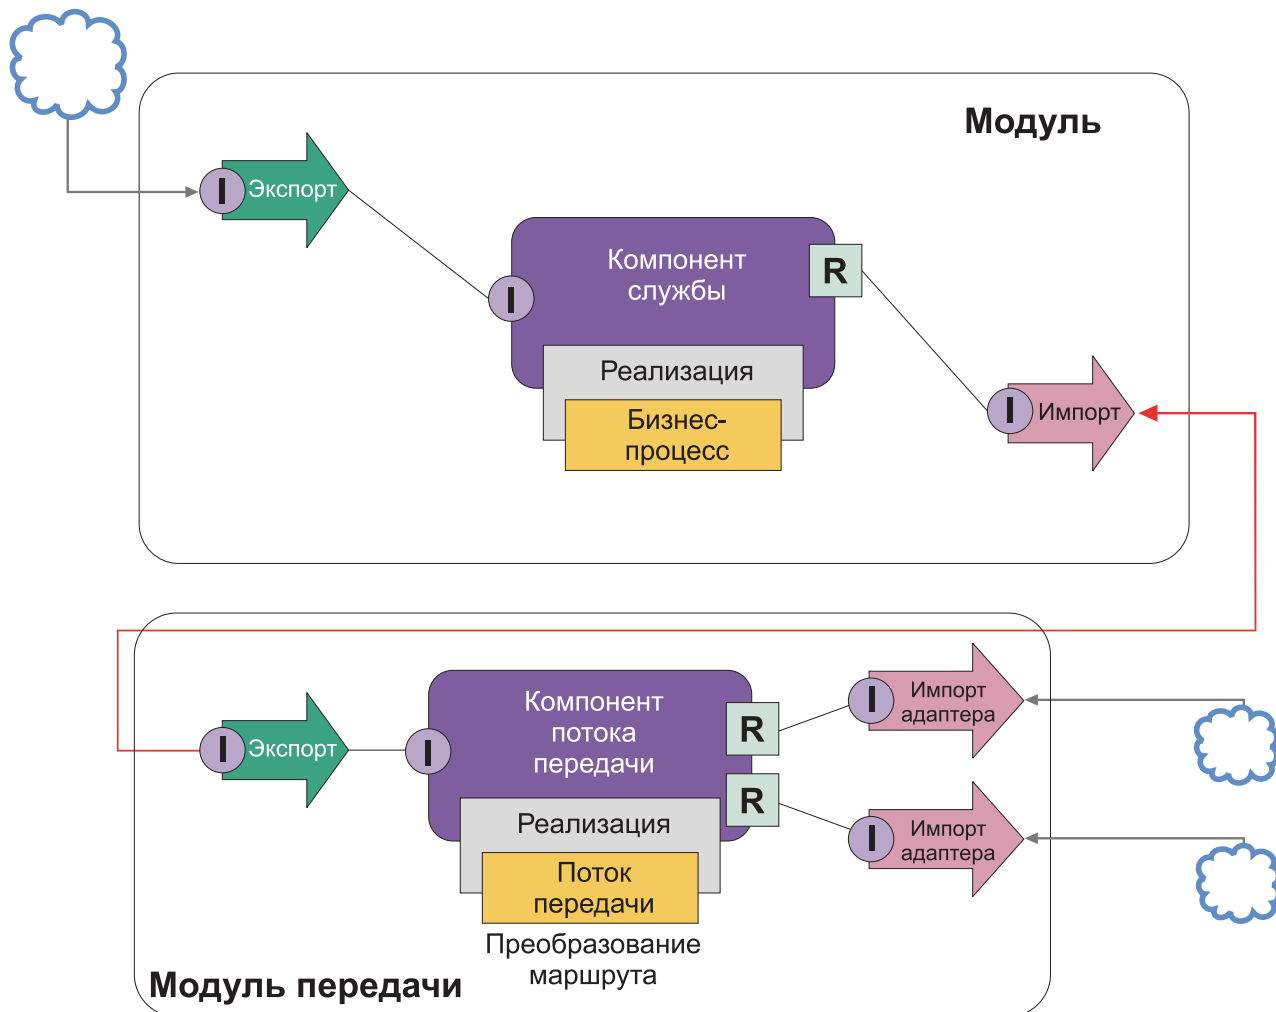 Модуль
I
Экспорт
Компонент
службы
R
I
Реализация
Бизнес-
процесс
I
Импорт
Компонент
потока
передачи
R
I
Импорт
адаптера
I
Экспорт
I
R
I
Импорт
адаптера
Реализация
Поток
передачи
Преобразование
маршрута
Модуль передачи